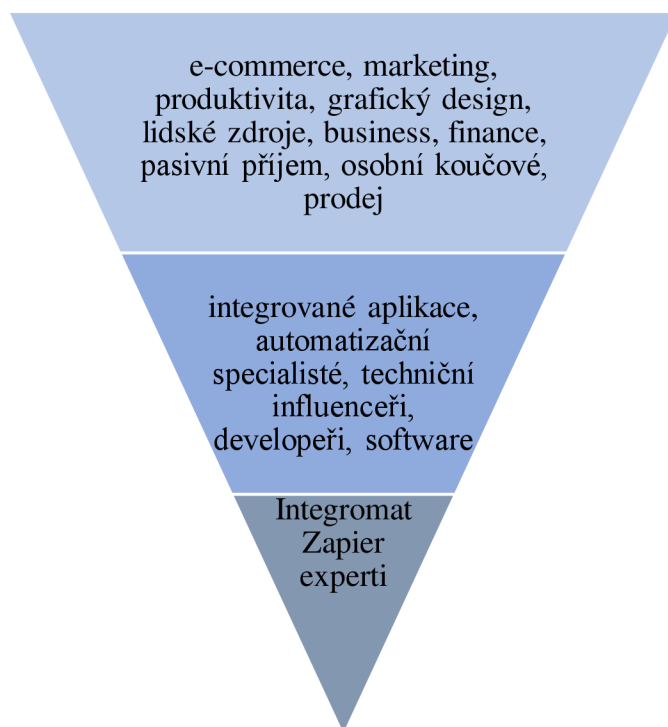 e-commerce, marketing,
produktivita, grafický design,
lidské zdroje, business, finance,
pasivní příjem, osobní koučové,
prodej
integrované aplikace,
automatizační
specialisté, techniční
influenceři,
developeři, software
Integromat
Zapier
experti